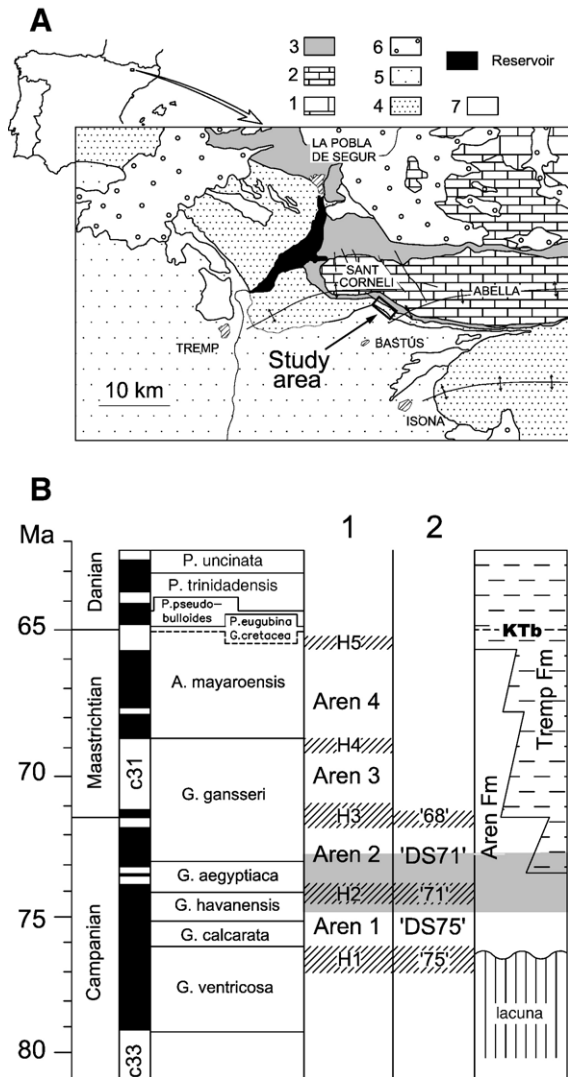 A
3
6
Reservoir
2
5
1
4
7
LA POBLA
DE SEGUR
SANT
CORNELI
ABELLA
TREMP
BASTÚS
Study
area
10 km
ISONA
B
Ma
1
2
Danian
P. uncinata
P. trinidadensis
P.pseudo-
bulloides
P.eugubina
G.cretacea
65
KTb
H5
Maastrichtian
A. mayaroensis
Aren 4
H4
Tremp Fm
Aren Fm
70
c31
G. gansseri
Aren 3
H3
'68'
Aren 2
'DS71'
G. aegyptiaca
H2
'71'
G. havanensis
75
Campanian
Aren 1
'DS75'
G. calcarata
H1
'75'
G. ventricosa
lacuna
80
c33